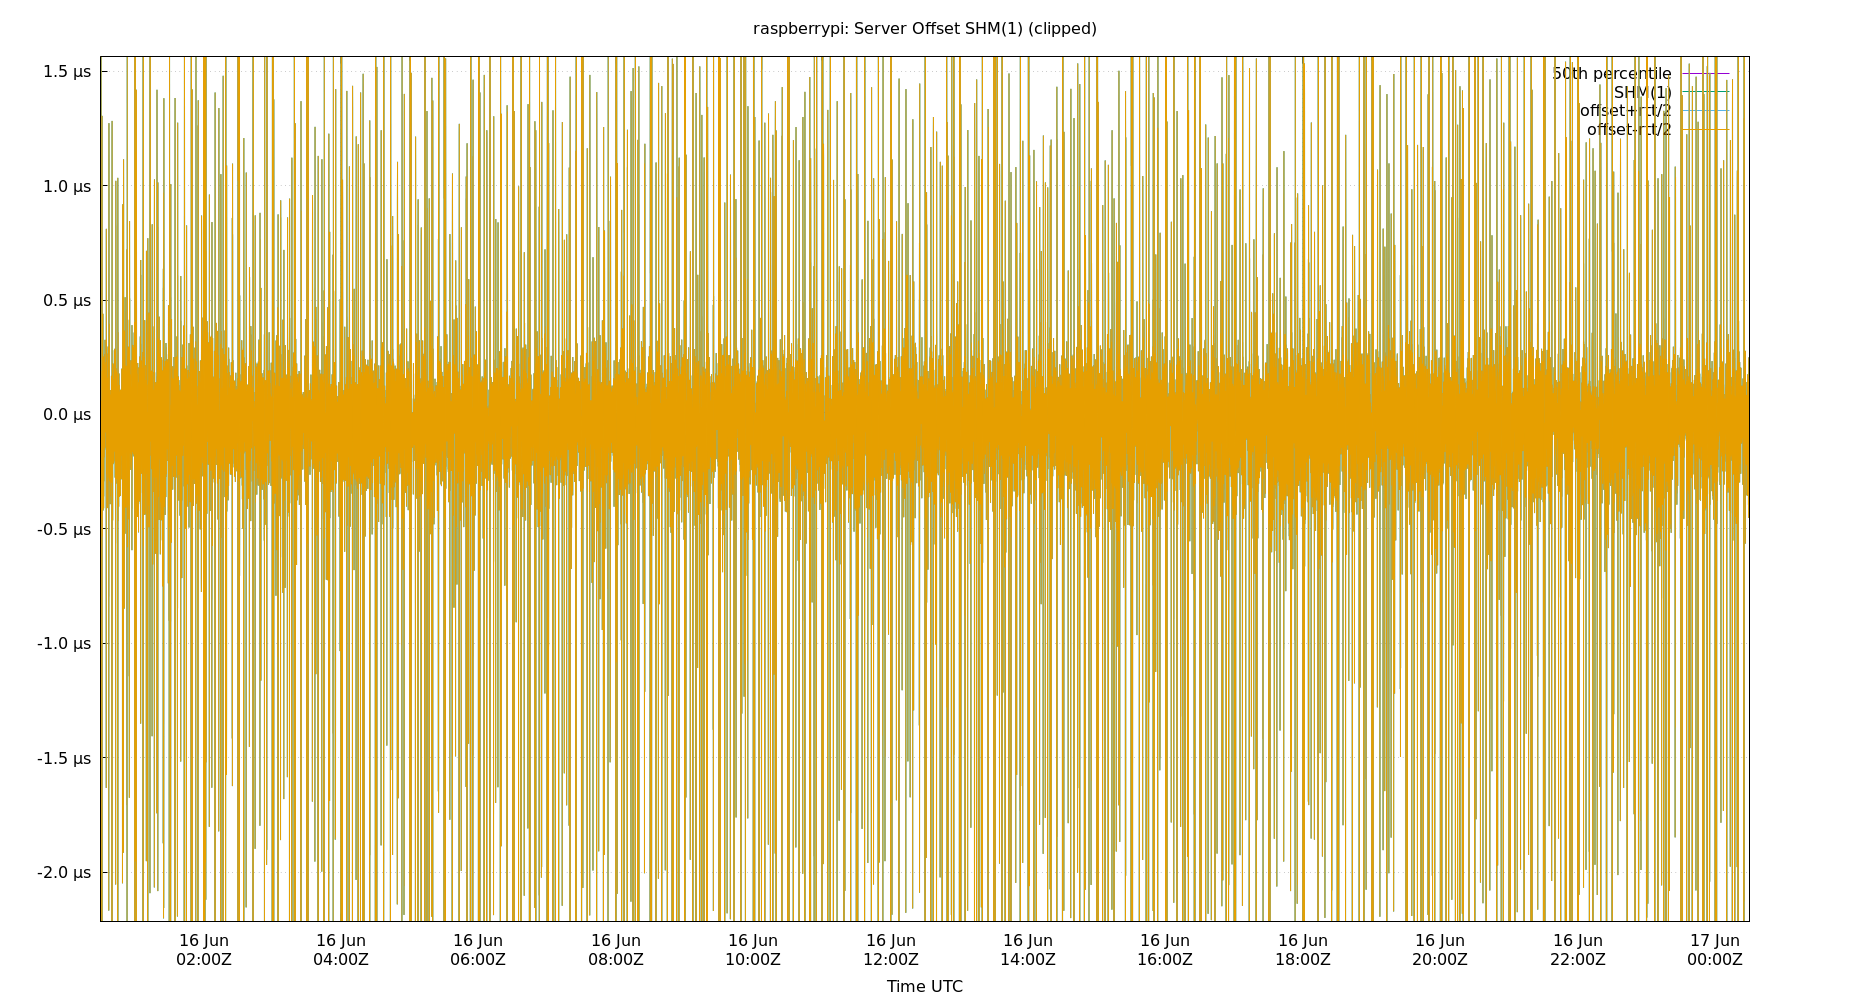 raspberrypi: Server Offset SHM(1) (clipped)
1.5 µs
1.0 µs
0.5 µs
0.0 µs
-0.5 µs
-1.0 µs
-1.5 µs
-2.0 µs
50th percentile
SHM(1)
offset+rtt/2
offset-rtt/2
16 Jun 16 Jun 16 Jun 16 Jun 16 Jun 16 Jun 16 Jun 16 Jun 16 Jun 16 Jun 16 Jun 17 Jun
02:00Z 04:00Z 06:00Z 08:00Z 10:00Z 12:00Z 14:00Z 16:00Z 18:00Z 20:00Z 22:00Z 00:00Z
Time UTC